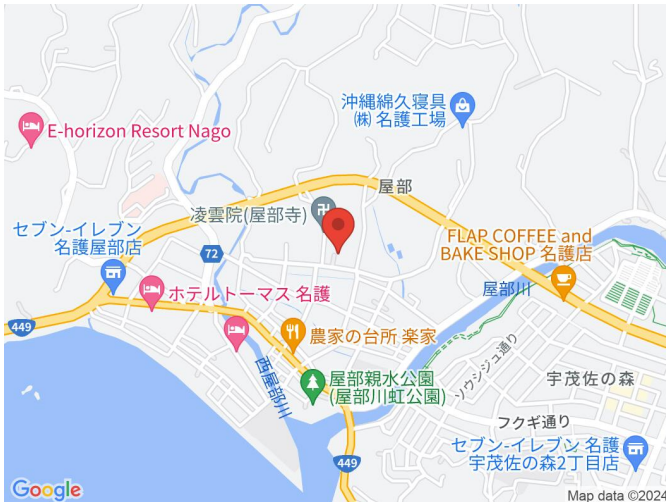 沖縄綿久寝具
㈱ 名護工場
E-horizon Resort Nago
屋部
凌雲院(屋部寺)
セブン-イレブン
名護屋部店
72
FLAP COFFEE and
BAKE SHOP 名護店
屋部川
ホテルトーマス 名護
449
農家の台所 楽家
西屋部川
ソウシジュ通り
宇茂佐の森
屋部親水公園
(屋部川虹公園)
フクギ通り
セブン-イレブン 名護
宇茂佐の森2丁目店
449
Google
Map data ©2024